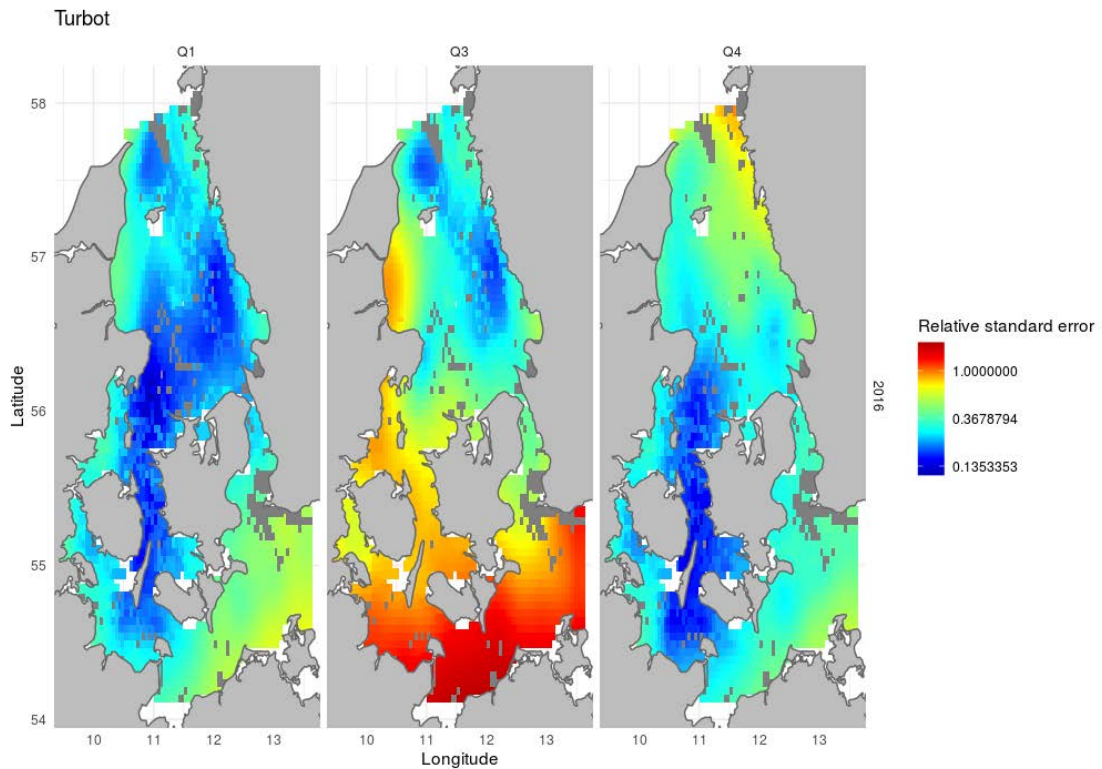 Turbot
Q1 Q3 Q4
58
57
56
55
54
Latitude
10 11 12 13 10 11 12 13 10 11 12 13
Longitude
2016
Relative standard error
1.0000000
0.3678794
0.1353353